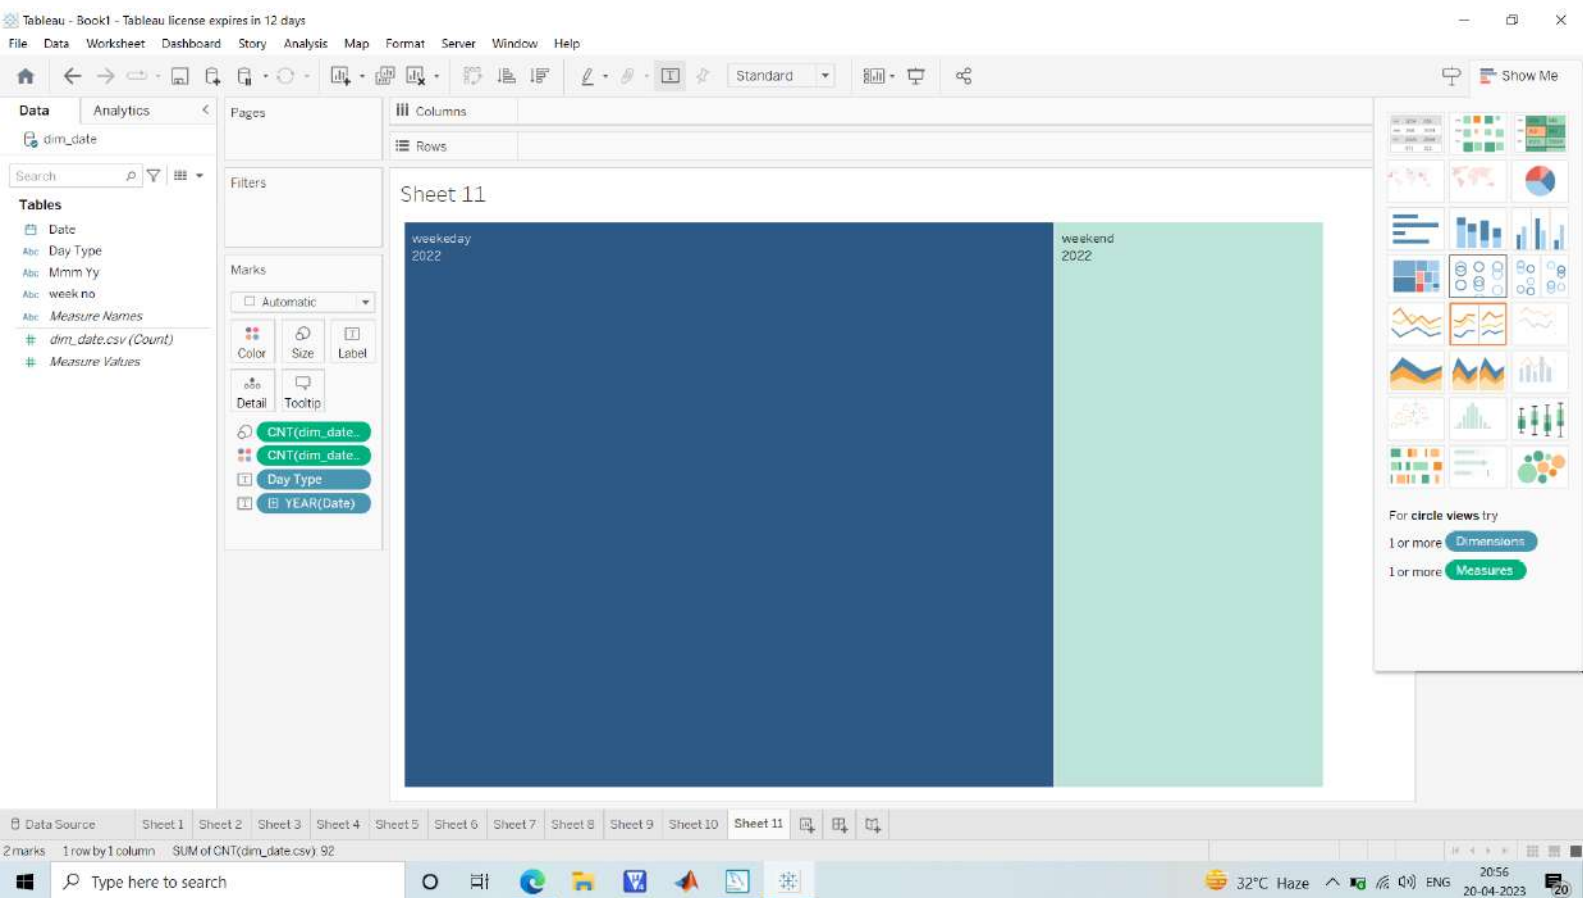 Tableau - Book1 - Tableau license expires in 12 days
File Data Worksheet Dashboard Story Analysis Map Format Server Window Help
Standard
Show Me
Data Analytics
dim_date
Search
Tables
Date
Abc Day Type
Abc Mmm Yy
Abc week no
Abc Measure Names
# dim_date.csv (Count)
# Measure Values
Pages
Filters
Marks
Automatic
Color Size Label
Detail Tooltip
CNT(dim_date..
CNT(dim_date..
Day Type
YEAR(Date)
Columns
Rows
Sheet 11
weekeday
2022
weekend
2022
For circle views try
1 or more Dimensions
1 or more Measures
Data Source Sheet 1 Sheet 2 Sheet 3 Sheet 4 Sheet 5 Sheet 6 Sheet 7 Sheet 8 Sheet 9 Sheet 10 Sheet 11
2 marks 1 row by 1 column SUM of CNT(dim_date.csv): 92
Type here to search
32°C Haze
ENG
20:56
20-04-2023
20